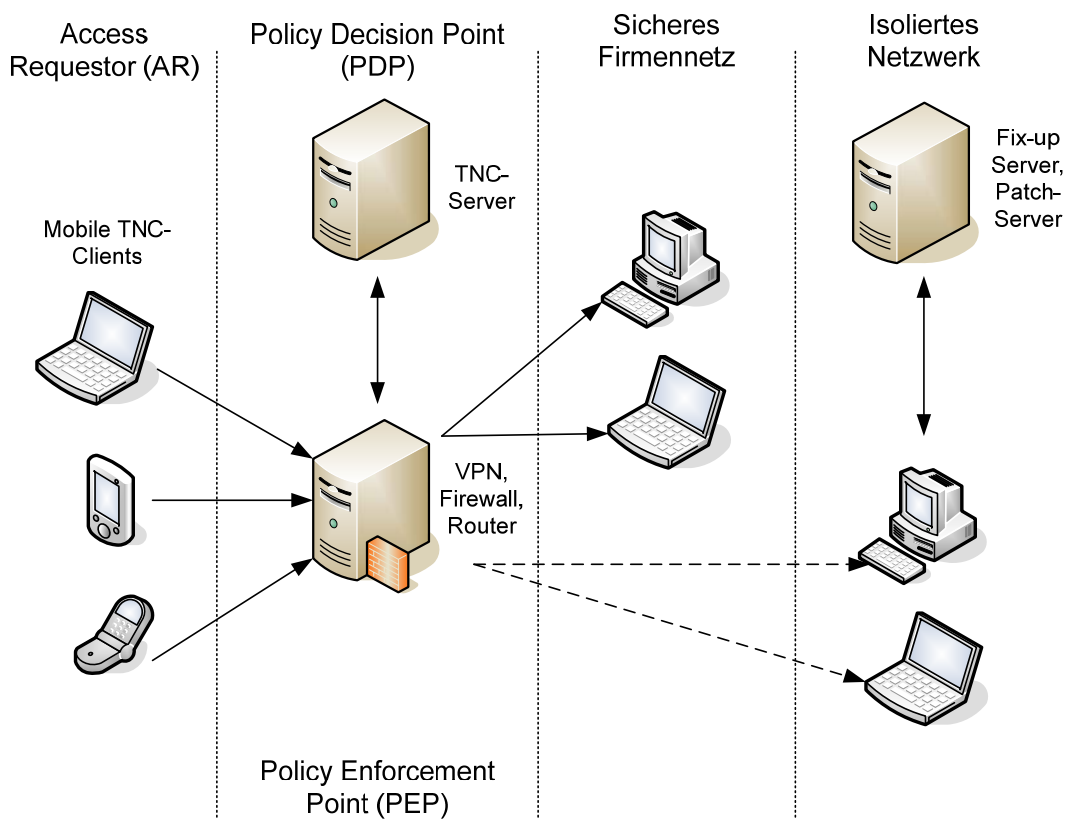 Access
Requestor (AR)
Policy Decision Point
(PDP)
Sicheres
Firmennetz
Isoliertes
Netzwerk
Mobile TNC-
Clients
TNC-
Server
Fix-up
Server,
Patch-
Server
VPN,
Firewall,
Router
Policy Enforcement
Point (PEP)